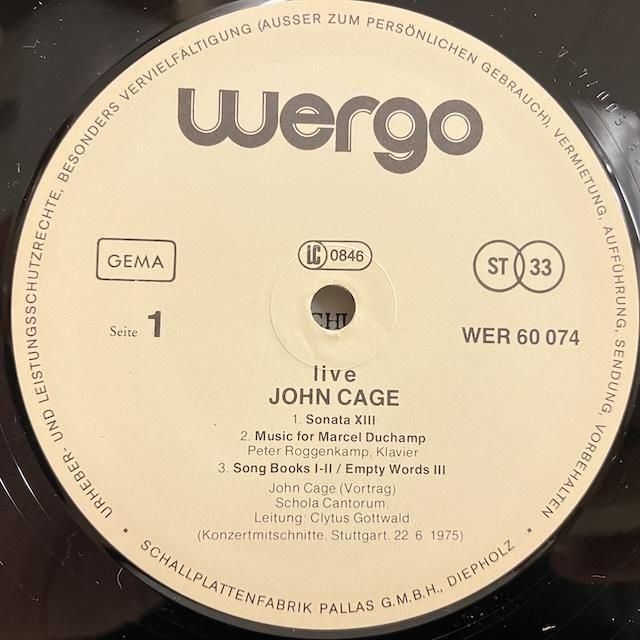 URHEBER- UND LEISTUNGSSCHUTZRECHTE, BESONDERS VERVIELFÄLTIGUNG (AUSSER ZUM PERSÖNLICHEN GEBRAUCH), VERMIETUNG, AUFFÜHRUNG, SENDUNG, VORBEHALTEN
wergo
GEMA
LC 0846
ST 33
Seite 1
WER 60 074
live
JOHN CAGE
1. Sonata XIII
2. Music for Marcel Duchamp
Peter Roggenkamp, Klavier
3. Song Books I-II / Empty Words III
John Cage (Vortrag)
Schola Cantorum.
Leitung: Clytus Gottwald
(Konzertmitschnitte, Stuttgart, 22. 6. 1975)
• SCHALLPLATTENFABRIK PALLAS G.M.B.H., DIEPHOLZ •